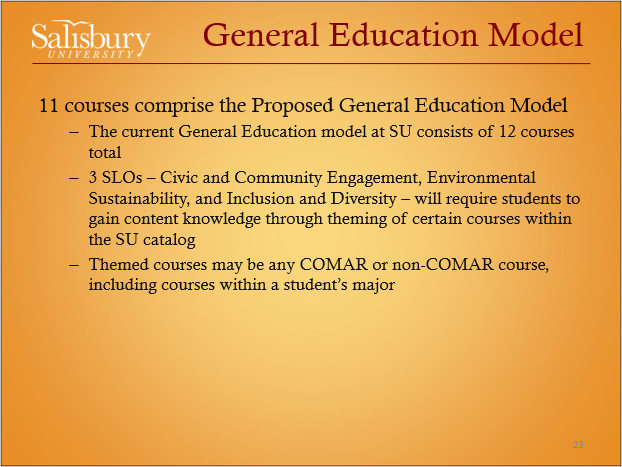 Salisbury
UNIVERSITY
General Education Model
11 courses comprise the Proposed General Education Model
– The current General Education model at SU consists of 12 courses
total
– 3 SLOs – Civic and Community Engagement, Environmental
Sustainability, and Inclusion and Diversity – will require students to
gain content knowledge through theming of certain courses within
the SU catalog
– Themed courses may be any COMAR or non-COMAR course,
including courses within a student’s major
23